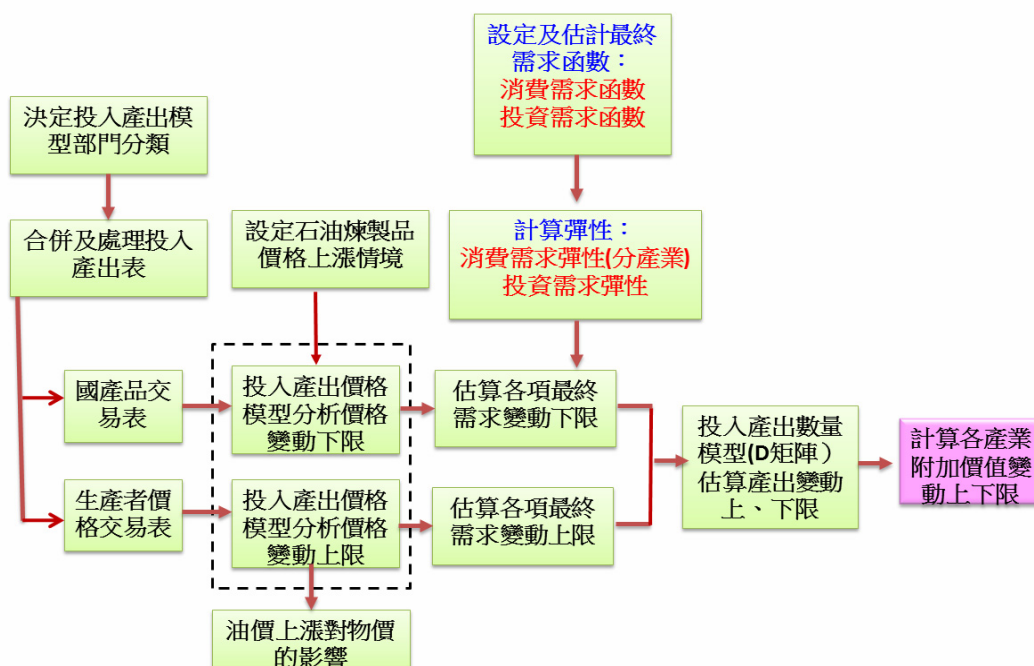 設定及估計最終
需求函數：
消費需求函數
投資需求函數
決定投入產出模
型部門分類
合併及處理投入
產出表
設定石油煉製品
價格上漲情境
計算彈性：
消費需求彈性(分產業)
投資需求彈性
國產品交
易表
投入產出價格
模型分析價格
變動下限
估算各項最終
需求變動下限
投入產出數量
模型(D矩陣）
估算產出變動
上、下限
計算各產業
附加價值變
動上下限
生產者價
格交易表
投入產出價格
模型分析價格
變動上限
估算各項最終
需求變動上限
油價上漲對物價
的影響